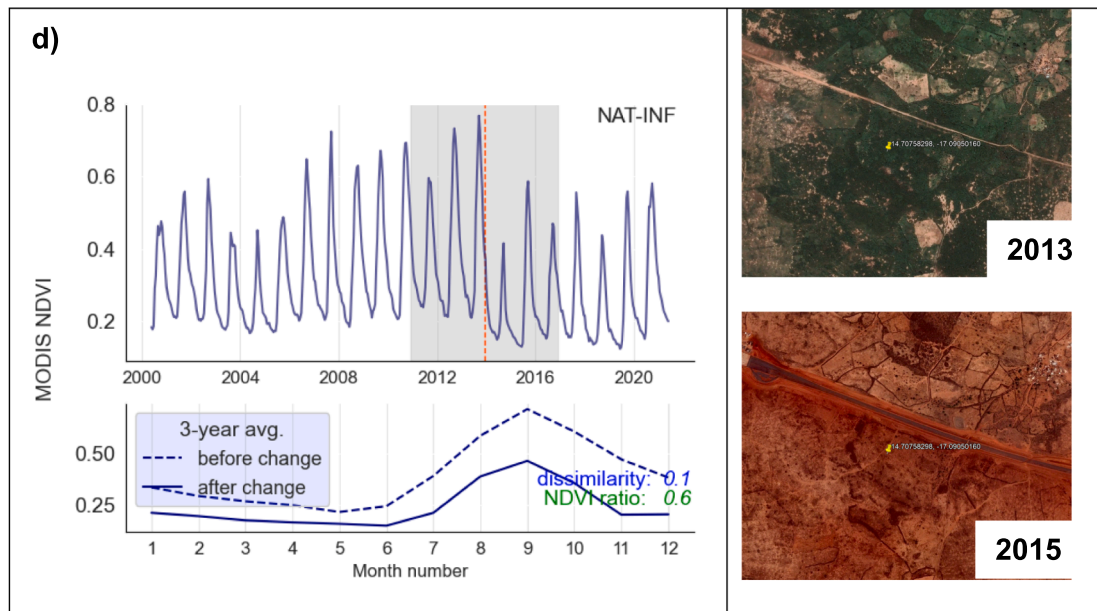 d)
NAT-INF
MODIS NDVI
0.8
0.6
0.4
0.2
2000 2004 2008 2012 2016 2020
3-year avg.
before change
after change
0.50
0.25
dissimilarity: 0.1
NDVI ratio: 0.6
1 2 3 4 5 6 7 8 9 10 11 12
Month number
14 70758298, -17 09050160
2013
14 70758298, -17 09050160
2015